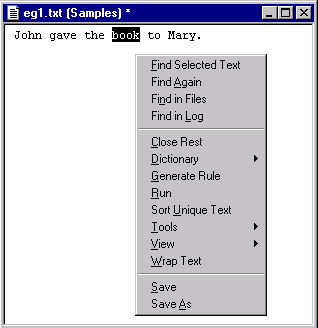 eg1.txt (Samples) *
John gave the book to Mary.
Find Selected Text
Find Again
Find in Files
Find in Log
Close Rest
Dictionary
Generate Rule
Run
Sort Unique Text
Tools
View
Wrap Text
Save
Save As